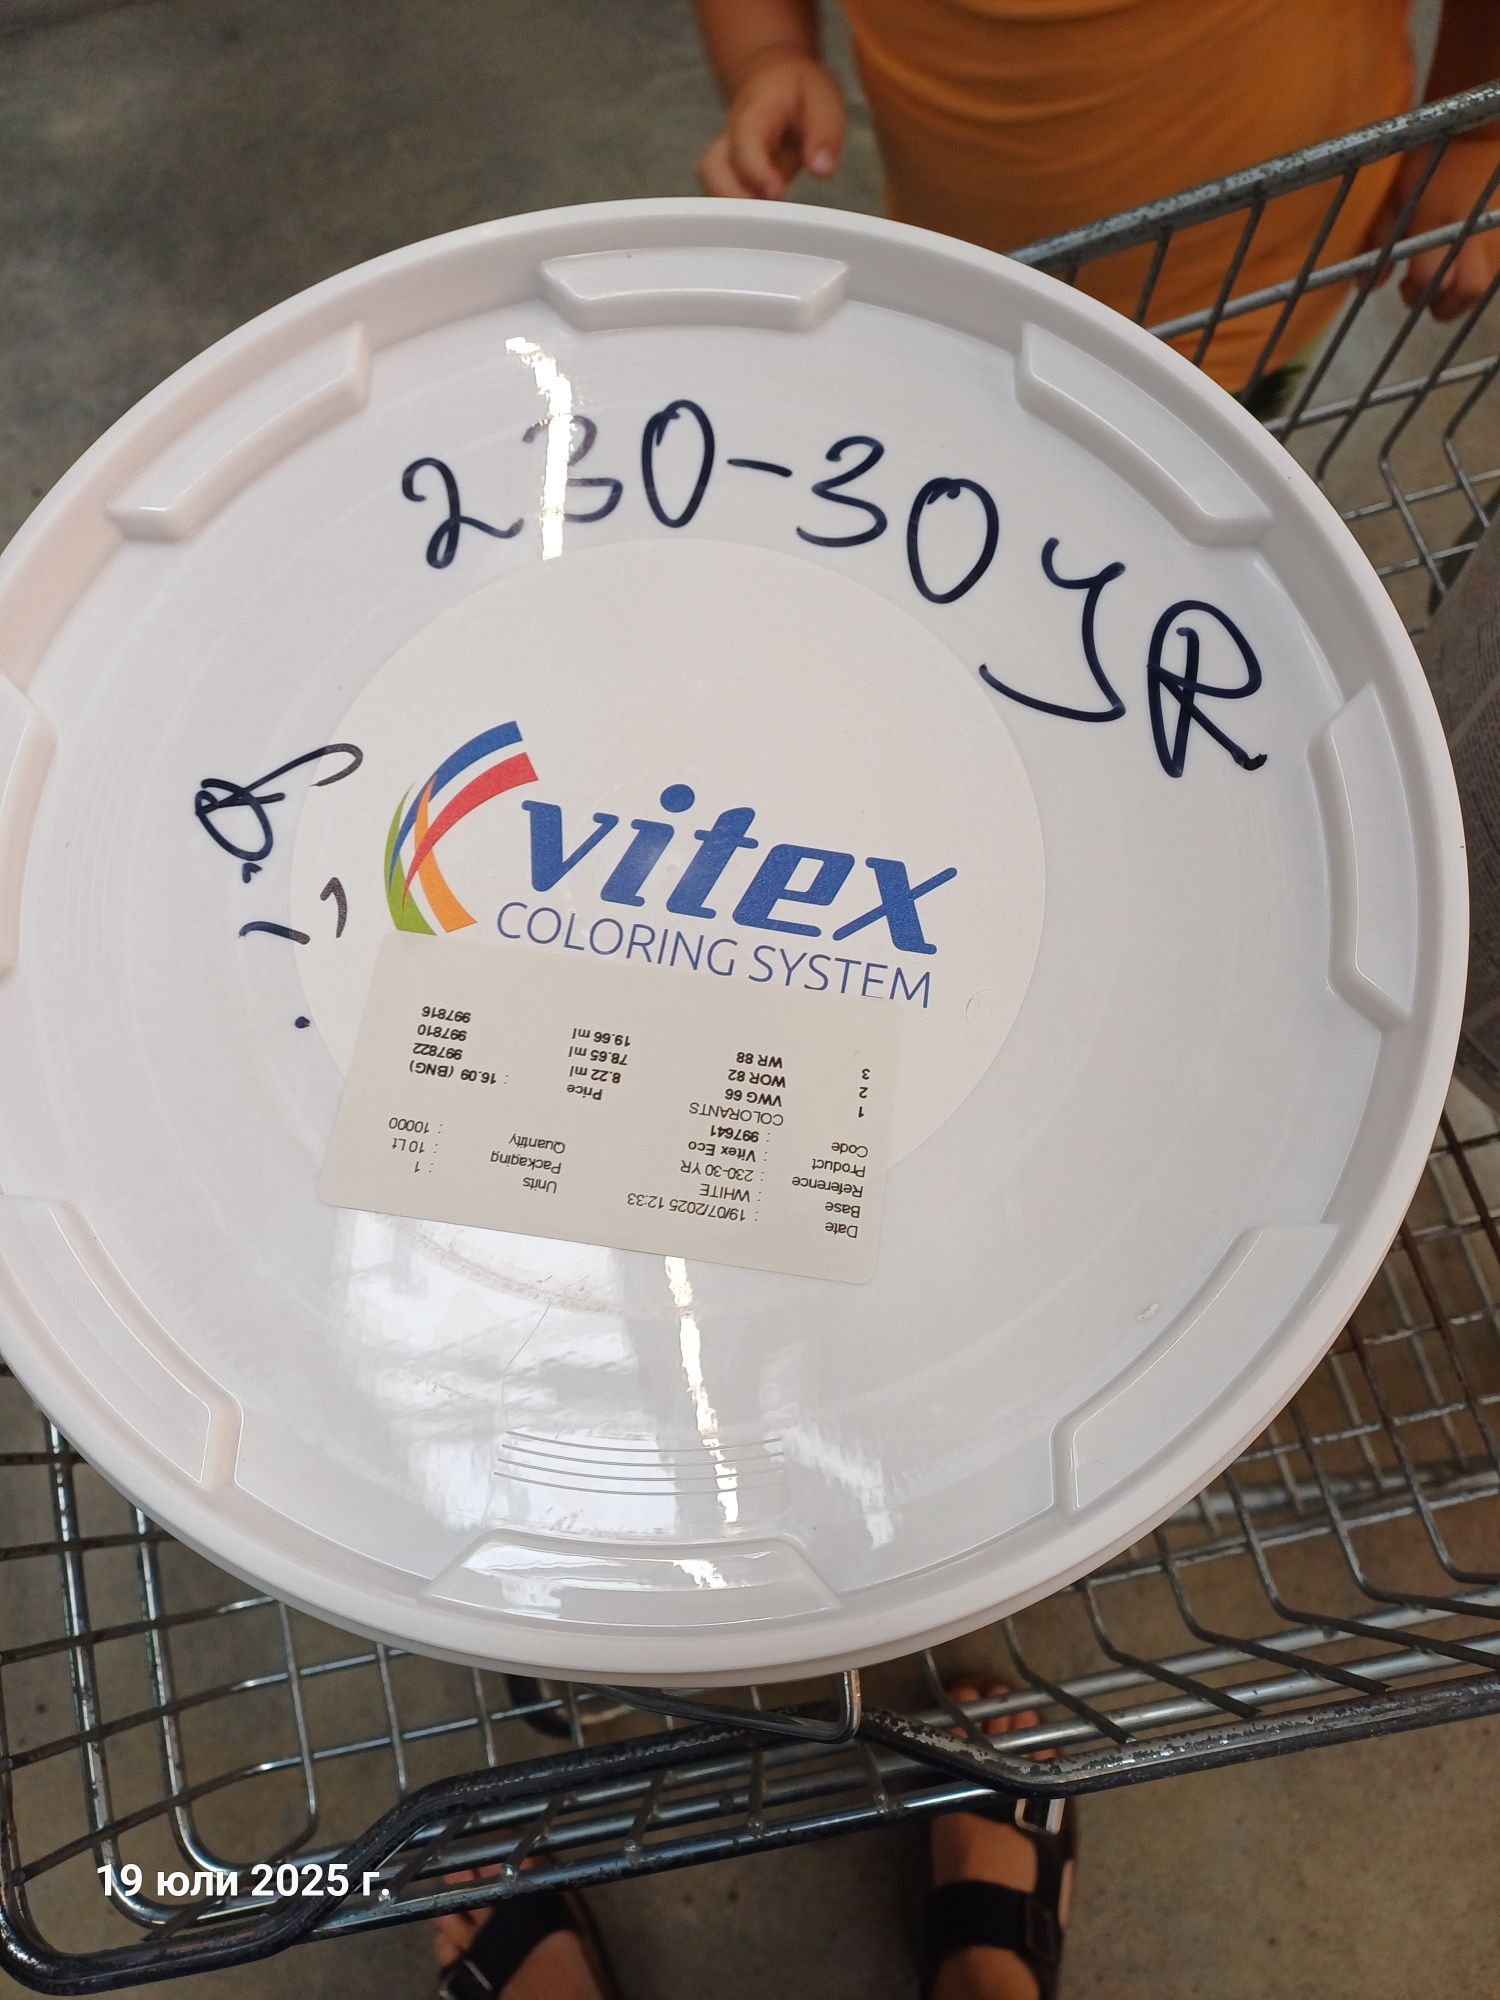 230-30YR
vitex
COLORING SYSTEM
Date : 19/07/2025 12:33
Base : WHITE Units : 1
Reference : 230-30 YR Packaging : 10 Lt
Product : Vitex Eco Quantity : 10000
Code : 997641
COLORANTS Price : 16.09 (BNG)
1 VWG 66 8.22 ml 997822
2 WOR 82 78.65 ml 997810
3 WR 88 19.66 ml 997816
19 юли 2025 г.